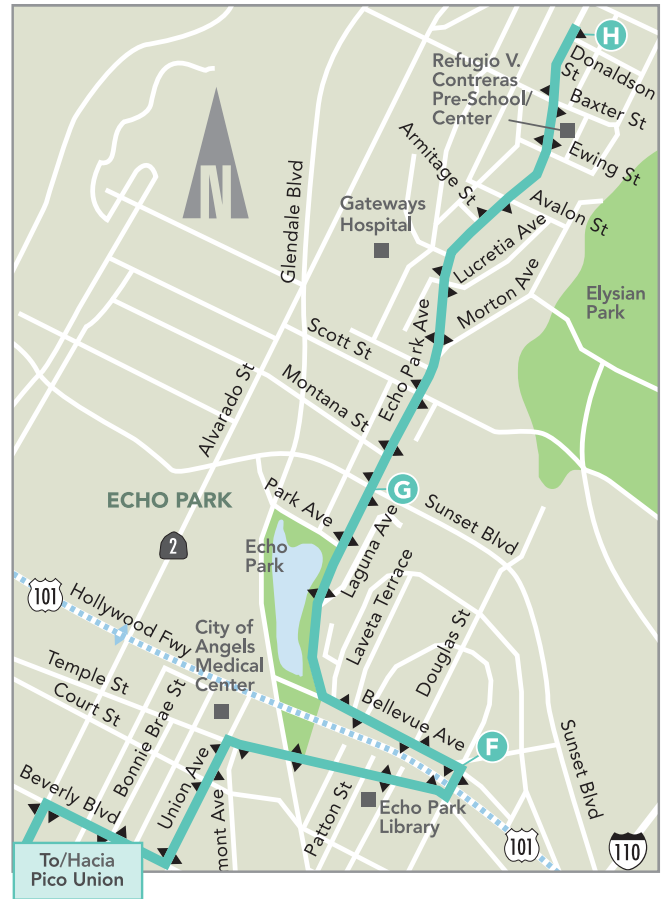 H
Donaldson
St
Refugio V.
Contreras
Pre-School/
Center
Baxter St
Ewing St
Armitage St
Avalon St
N
Glendale Blvd
Gateways
Hospital
Lucretia Ave
Morton Ave
Elysian
Park
Echo Park Ave
Scott St
Montana St
Alvarado St
G
ECHO PARK
Park Ave
Sunset Blvd
2
Echo
Park
Laguna Ave
101
Hollywood Fwy
Laveta Terrace
Douglas St
City of
Angels
Medical
Center
Temple St
Court St
Bonnie Brae St
Bellevue Ave
F
Sunset Blvd
Union Ave
Beverly Blvd
mont Ave
Patton St
Echo Park
Library
101
110
To/Hacia
Pico Union